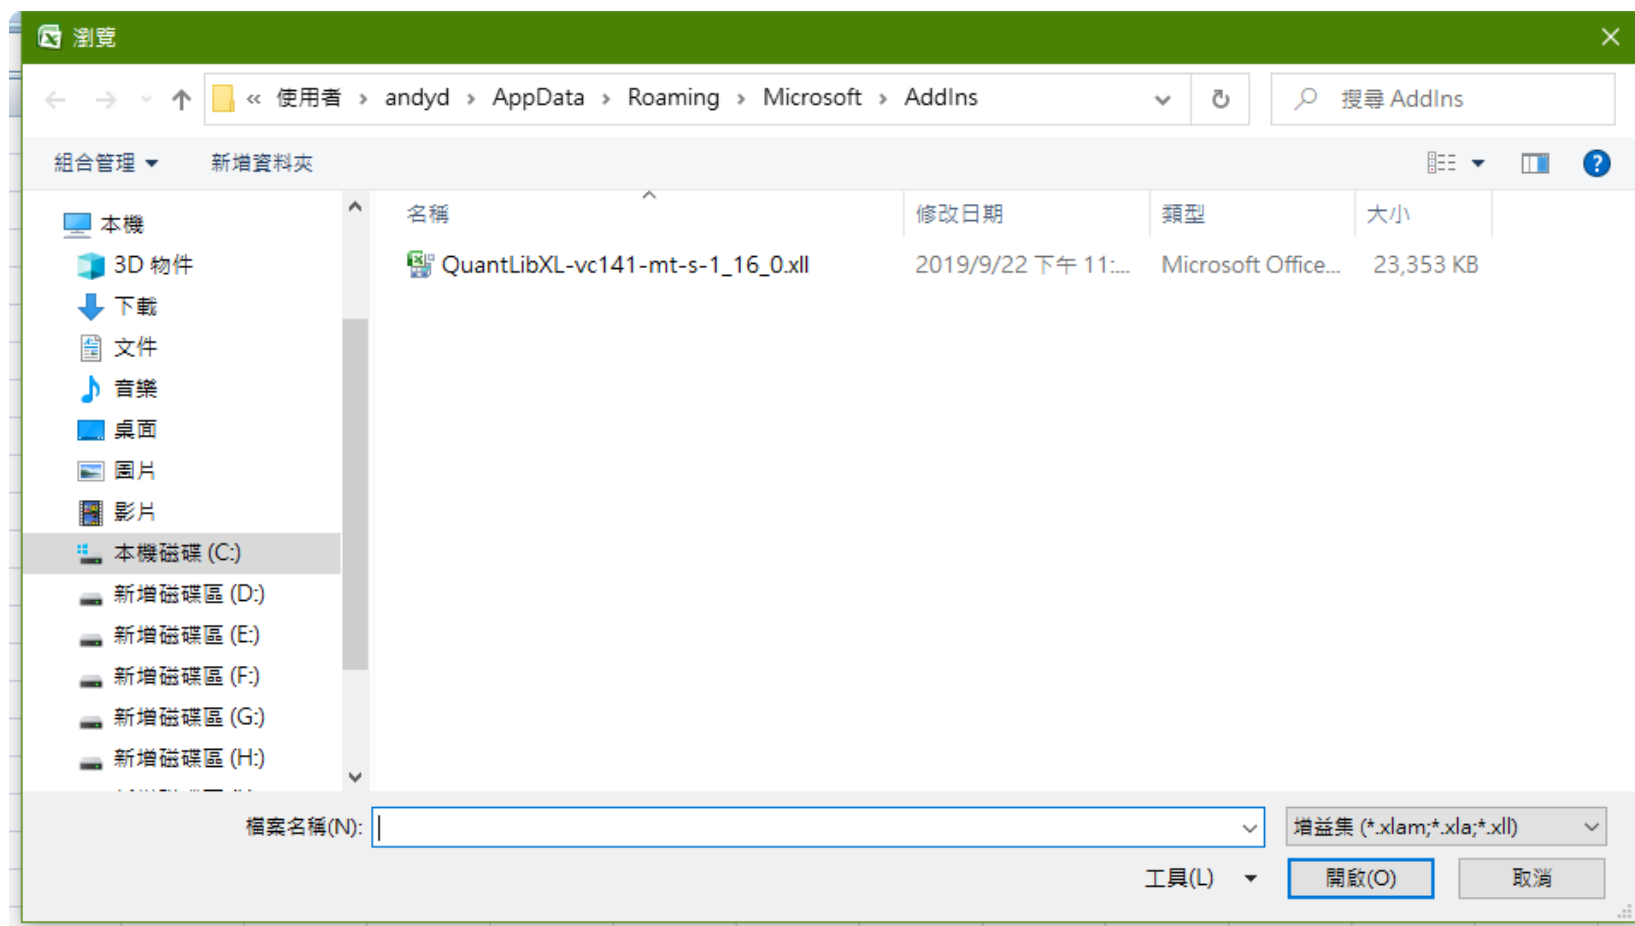 瀏覽
« 使用者 › andyd › AppData › Roaming › Microsoft › AddIns
搜尋 AddIns
組合管理 新增資料夾
名稱 修改日期 類型 大小
QuantLibXL-vc141-mt-s-1_16_0.xll 2019/9/22 下午 11:... Microsoft Office... 23,353 KB
本機
3D 物件
下載
文件
音樂
桌面
圖片
影片
本機磁碟 (C:)
新增磁碟區 (D:)
新增磁碟區 (E:)
新增磁碟區 (F:)
新增磁碟區 (G:)
新增磁碟區 (H:)
檔案名稱(N):
增益集 (*.xlam;*.xla;*.xll)
工具(L) 開啟(O) 取消